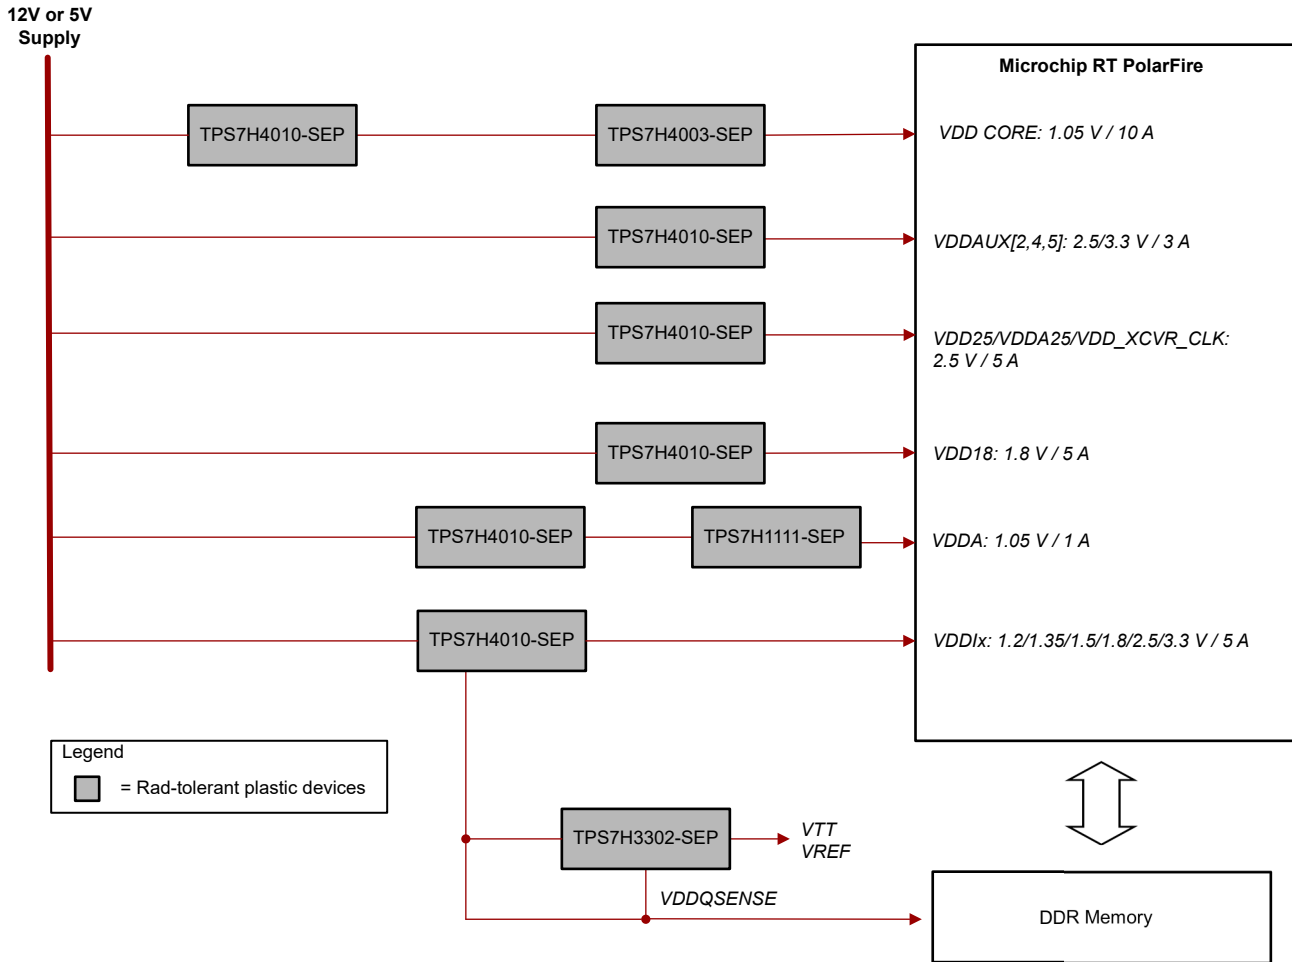 12V or 5V
Supply
Microchip RT PolarFire
TPS7H4010-SEP
TPS7H4003-SEP
VDD CORE: 1.05 V / 10 A
TPS7H4010-SEP
VDDAUX[2,4,5]: 2.5/3.3 V / 3 A
TPS7H4010-SEP
VDD25/VDDA25/VDD_XCVR_CLK:
2.5 V / 5 A
TPS7H4010-SEP
VDD18: 1.8 V / 5 A
TPS7H4010-SEP
TPS7H1111-SEP
VDDA: 1.05 V / 1 A
TPS7H4010-SEP
VDDIx: 1.2/1.35/1.5/1.8/2.5/3.3 V / 5 A
Legend
= Rad-tolerant plastic devices
TPS7H3302-SEP
VTT
VREF
VDDQSENSE
DDR Memory